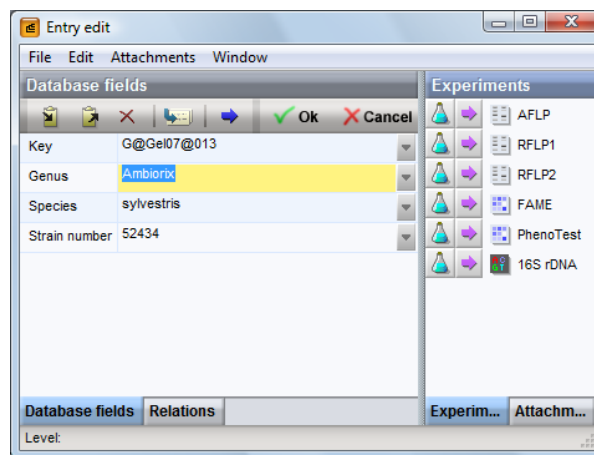 Entry edit
File Edit Attachments Window
Database fields
Ok Cancel
Key G@Gel07@013
Genus Ambiorix
Species sylvestris
Strain number 52434
Database fields Relations
Experiments
AFLP
RFLP1
RFLP2
FAME
PhenoTest
16S rDNA
Experim... Attachm...
Level: